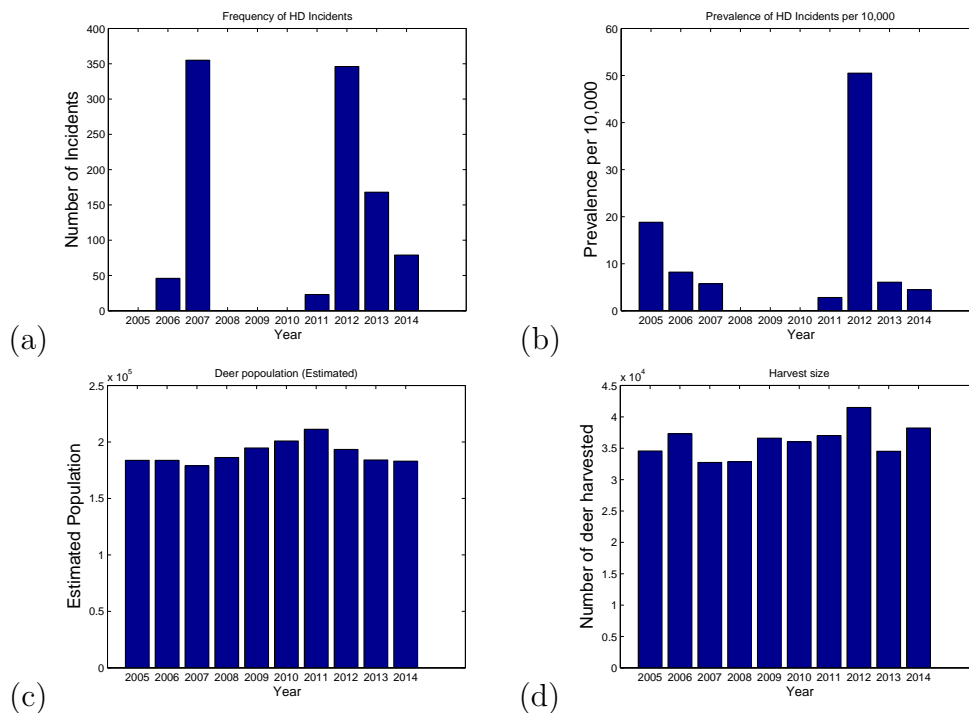 Frequency of HD Incidents
400
350
300
250
200
150
100
50
0
Number of Incidents
2005 2006 2007 2008 2009 2010 2011 2012 2013 2014
Year
(a)
Prevalence of HD Incidents per 10,000
60
50
40
30
20
10
0
Prevalence per 10,000
2005 2006 2007 2008 2009 2010 2011 2012 2013 2014
Year
(b)
Deer popoulation (Estimated)
x 10^5
2.5
2
1.5
1
0.5
0
Estimated Population
2005 2006 2007 2008 2009 2010 2011 2012 2013 2014
Year
(c)
Harvest size
x 10^4
4.5
4
3.5
3
2.5
2
1.5
1
0.5
0
Number of deer harvested
2005 2006 2007 2008 2009 2010 2011 2012 2013 2014
Year
(d)